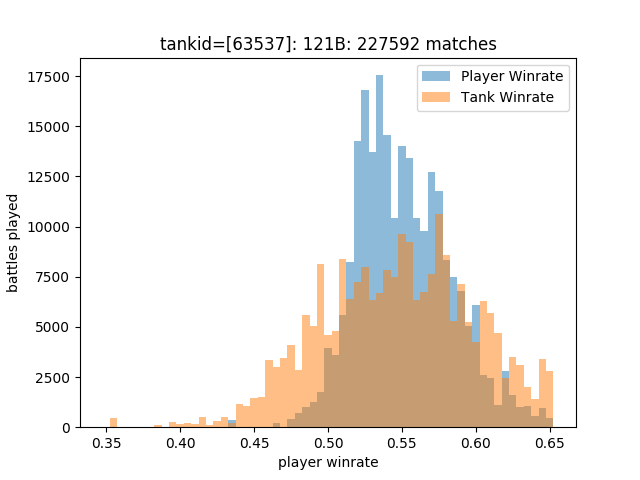 tankid=[63537]: 121B: 227592 matches
Player Winrate
Tank Winrate
battles played
17500
15000
12500
10000
7500
5000
2500
0
0.35 0.40 0.45 0.50 0.55 0.60 0.65
player winrate